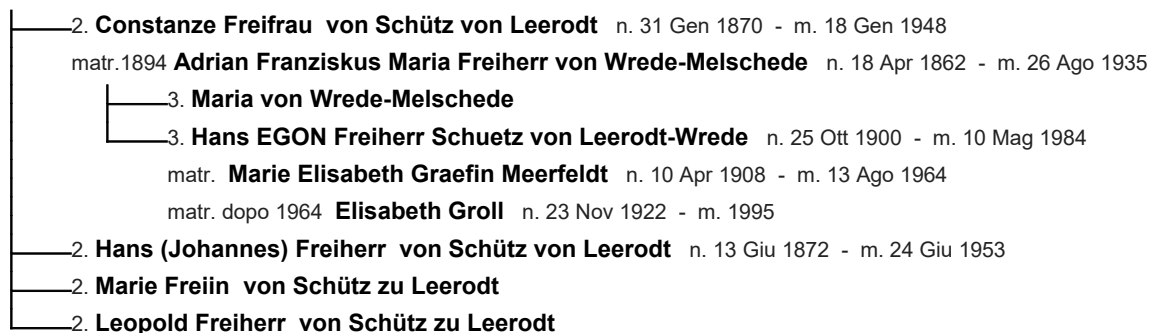 2. Constanze Freifrau von Schütz von Leerodt n. 31 Gen 1870 - m. 18 Gen 1948
matr.1894 Adrian Franziskus Maria Freiherr von Wrede-Melschede n. 18 Apr 1862 - m. 26 Ago 1935
3. Maria von Wrede-Melschede
3. Hans EGON Freiherr Schuetz von Leerodt-Wrede n. 25 Ott 1900 - m. 10 Mag 1984
matr. Marie Elisabeth Graefin Meerfeldt n. 10 Apr 1908 - m. 13 Ago 1964
matr. dopo 1964 Elisabeth Groll n. 23 Nov 1922 - m. 1995
2. Hans (Johannes) Freiherr von Schütz von Leerodt n. 13 Giu 1872 - m. 24 Giu 1953
2. Marie Freiin von Schütz zu Leerodt
2. Leopold Freiherr von Schütz zu Leerodt